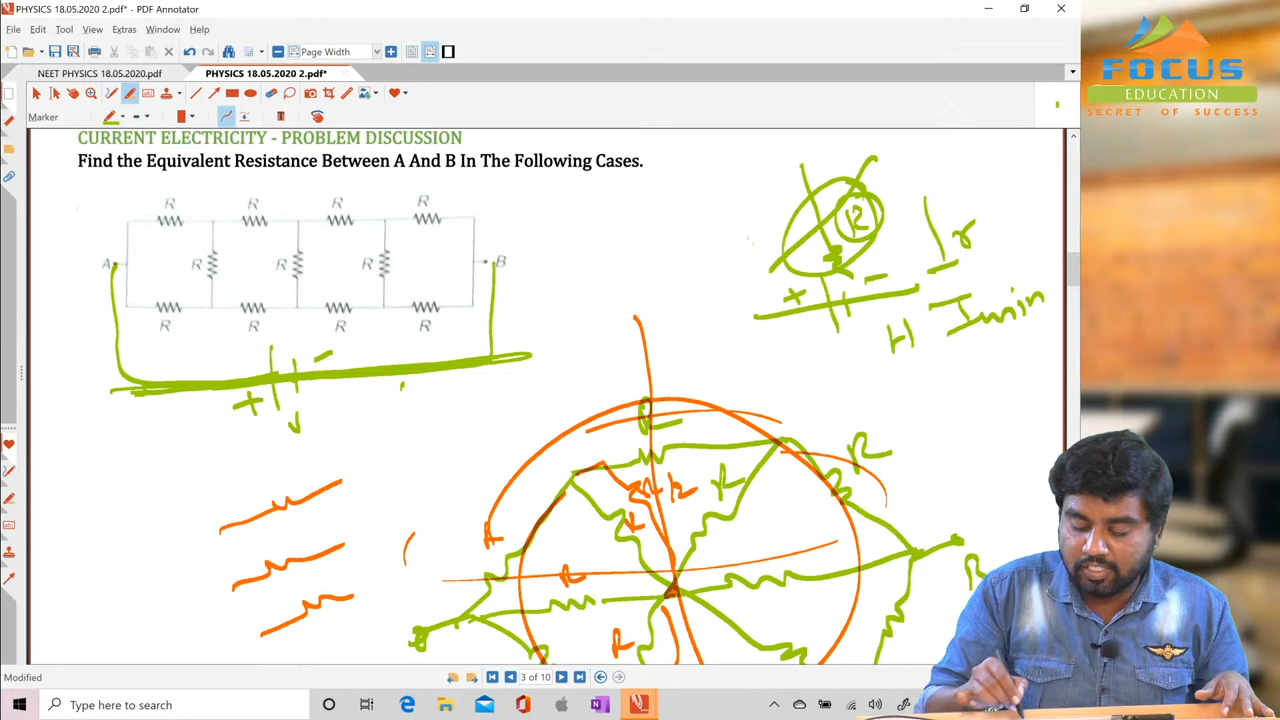 PHYSICS 18.05.2020 2.pdf* - PDF Annotator
File Edit Tool View Extras Window Help
Page Width
NEET PHYSICS 18.05.2020.pdf
PHYSICS 18.05.2020 2.pdf*
Marker
CURRENT ELECTRICITY - PROBLEM DISCUSSION
Find the Equivalent Resistance Between A And B In The Following Cases.
R R R R
A R R R B
R R R R
+ -
R
+ -
r
H Imin
R
R R
R
R
R
R
R
Modified
3 of 10
Type here to search
FOCUS
EDUCATION
SECRET OF SUCCESS